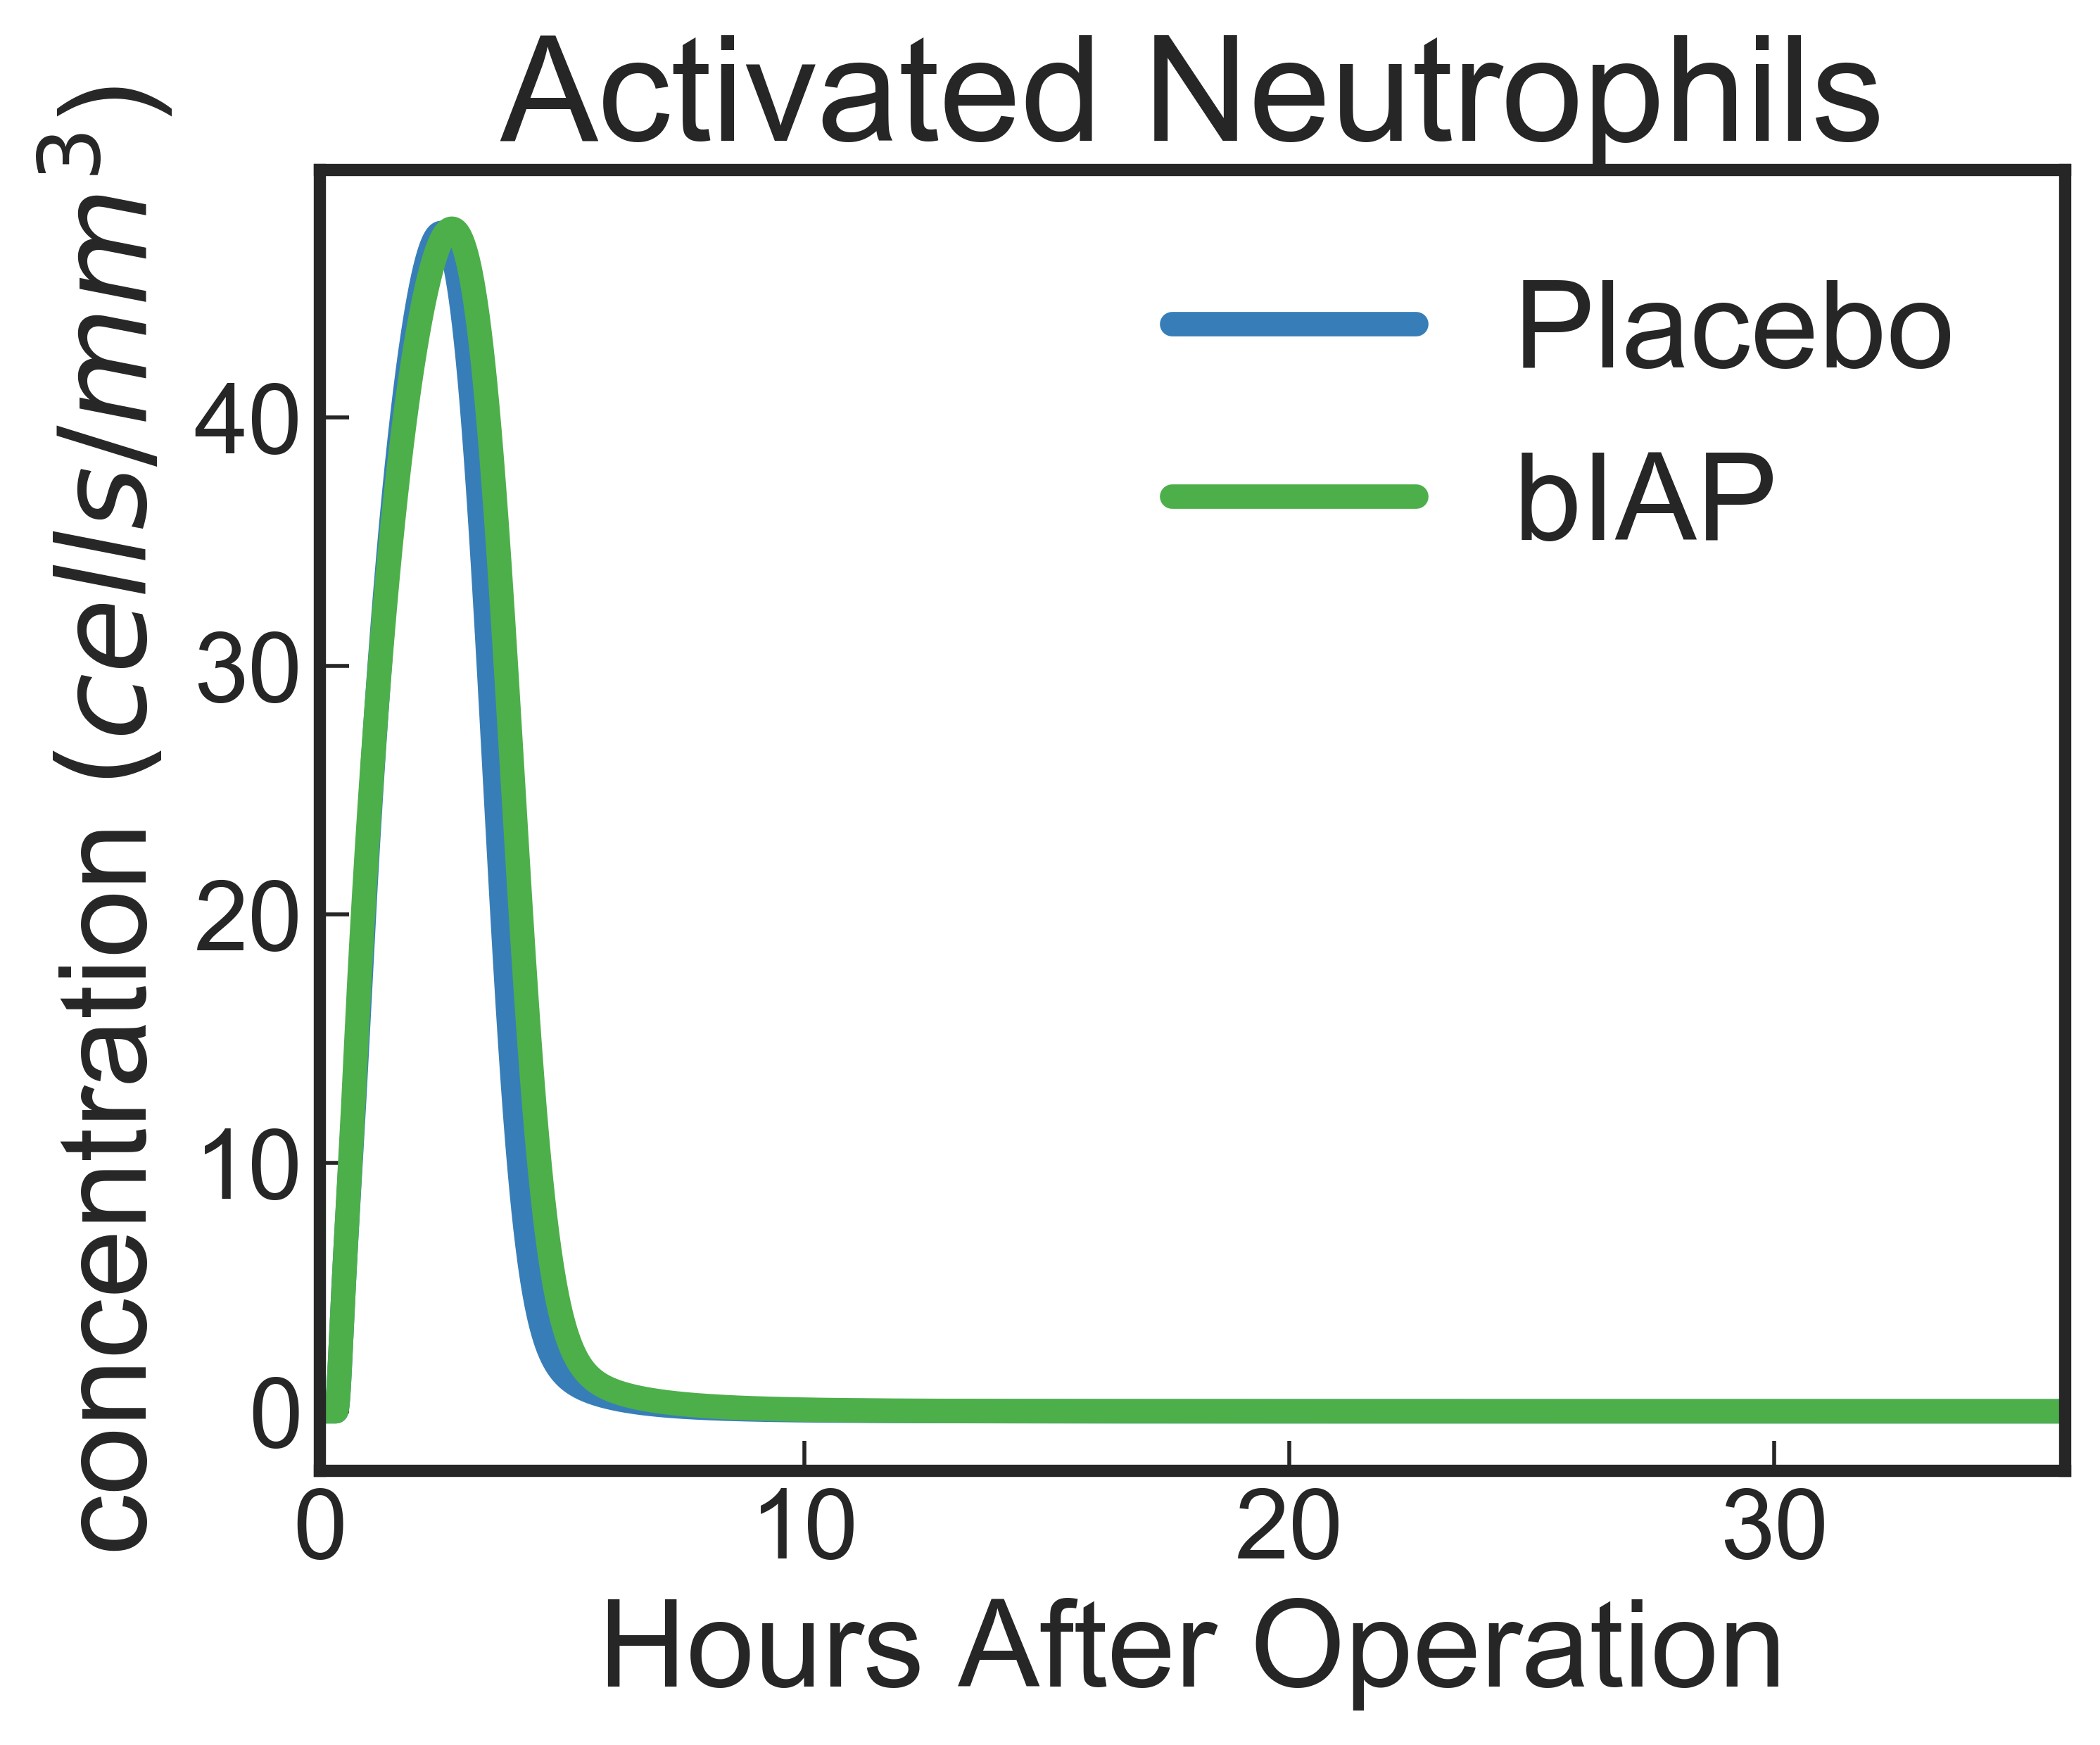 Activated Neutrophils
concentration (cells/mm³)
40
30
20
10
0
Placebo
bIAP
0 10 20 30
Hours After Operation